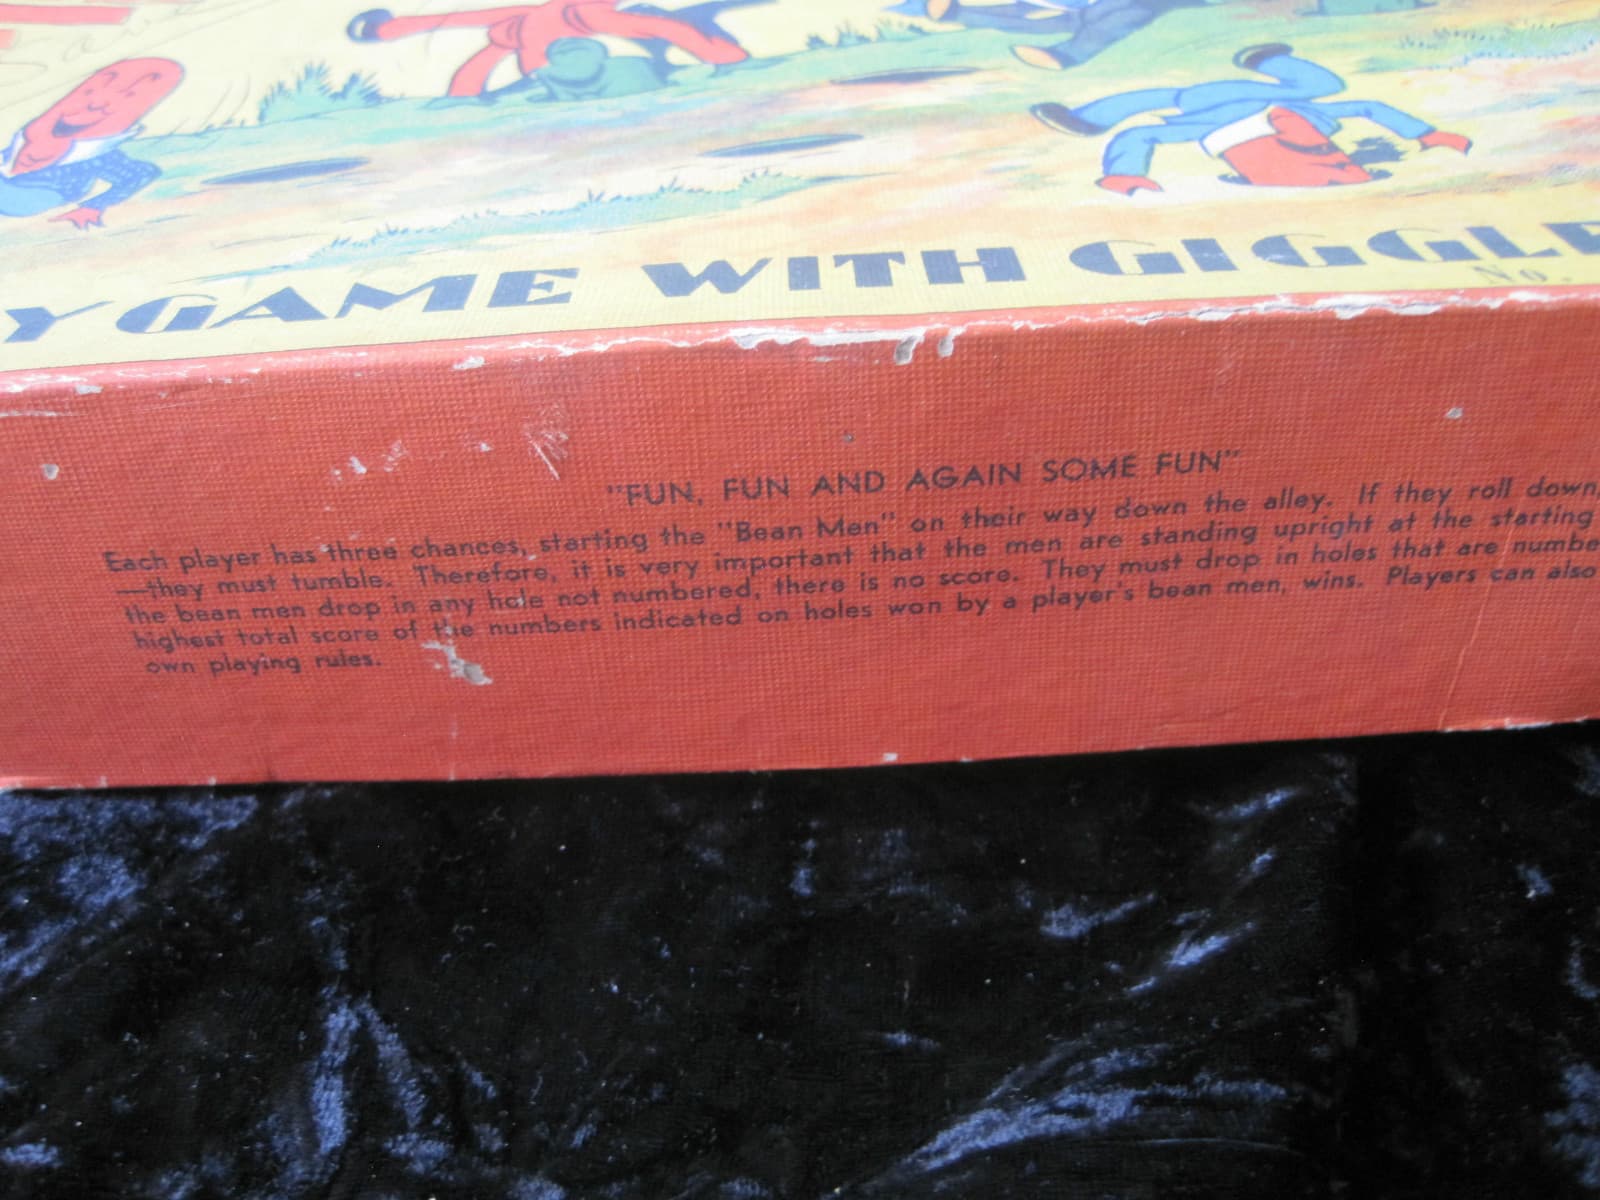 Y GAME WITH GIGGLE
No.
"FUN, FUN AND AGAIN SOME FUN"
Each player has three chances, starting the "Bean Men" on their way down the alley. If they roll down,
—they must tumble. Therefore, it is very important that the men are standing upright at the starting
the bean men drop in any hole not numbered, there is no score. They must drop in holes that are numbe
highest total score of the numbers indicated on holes won by a player's bean men, wins. Players can also
own playing rules.